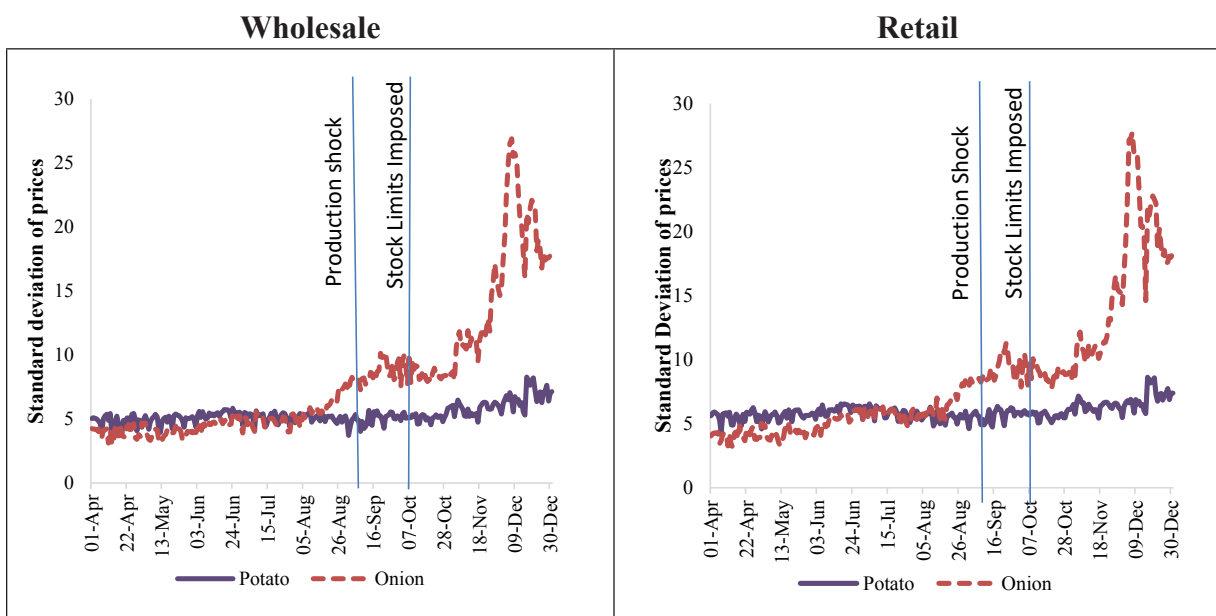 Wholesale
Standard deviation of prices
30
25
20
15
10
5
0
Production shock
Stock Limits Imposed
01-Apr
22-Apr
13-May
03-Jun
24-Jun
15-Jul
05-Aug
26-Aug
16-Sep
07-Oct
28-Oct
18-Nov
09-Dec
30-Dec
Potato
Onion
Retail
Standard Deviation of prices
30
25
20
15
10
5
0
Production Shock
Stock Limits Imposed
01-Apr
22-Apr
13-May
03-Jun
24-Jun
15-Jul
05-Aug
26-Aug
16-Sep
07-Oct
28-Oct
18-Nov
09-Dec
30-Dec
Potato
Onion